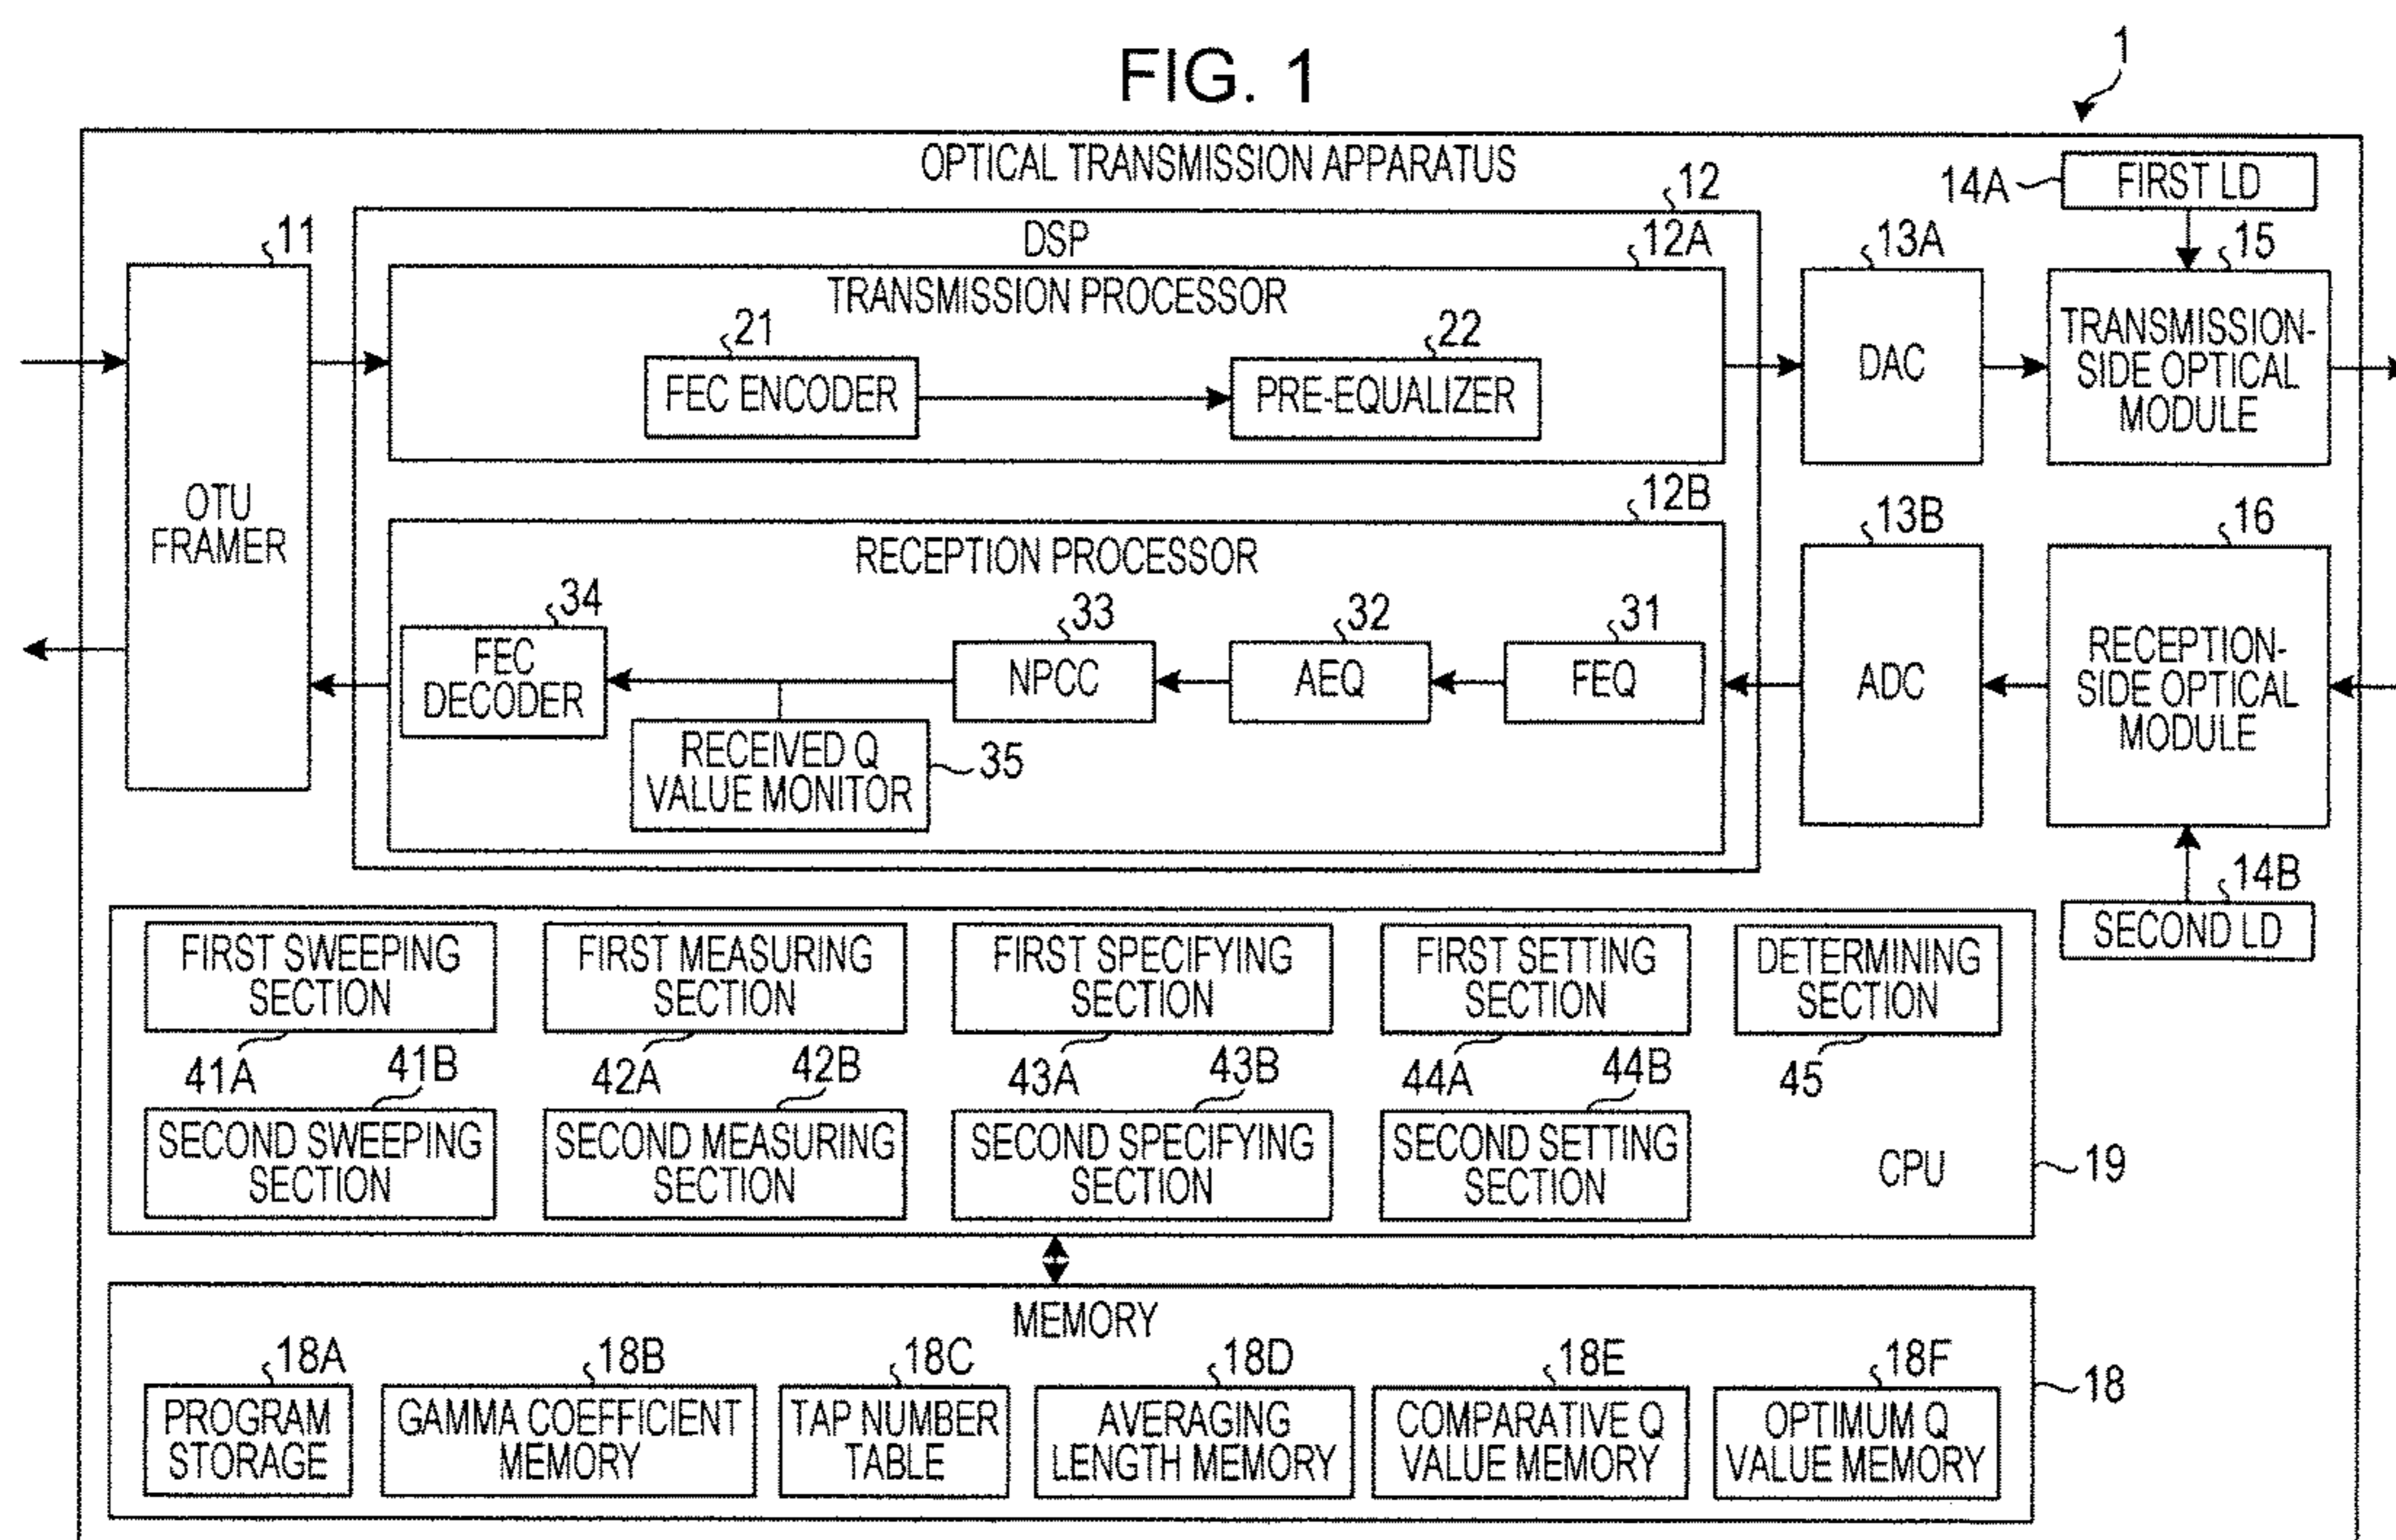 FIG. 1
1
OPTICAL TRANSMISSION APPARATUS
14A
FIRST LD
11
12
DSP
12A
13A
15
TRANSMISSION PROCESSOR
21
FEC ENCODER
22
PRE-EQUALIZER
DAC
TRANSMISSION-
SIDE OPTICAL
MODULE
OTU
FRAMER
12B
13B
16
RECEPTION PROCESSOR
34
FEC
DECODER
33
NPCC
32
AEQ
31
FEQ
ADC
RECEPTION-
SIDE OPTICAL
MODULE
RECEIVED Q
VALUE MONITOR
35
14B
SECOND LD
FIRST SWEEPING
SECTION
FIRST MEASURING
SECTION
FIRST SPECIFYING
SECTION
FIRST SETTING
SECTION
DETERMINING
SECTION
41A
41B
42A
42B
43A
43B
44A
44B
45
SECOND SWEEPING
SECTION
SECOND MEASURING
SECTION
SECOND SPECIFYING
SECTION
SECOND SETTING
SECTION
CPU
19
MEMORY
18A
18B
18C
18D
18E
18F
18
PROGRAM
STORAGE
GAMMA COEFFICIENT
MEMORY
TAP NUMBER
TABLE
AVERAGING
LENGTH MEMORY
COMPARATIVE Q
VALUE MEMORY
OPTIMUM Q
VALUE MEMORY